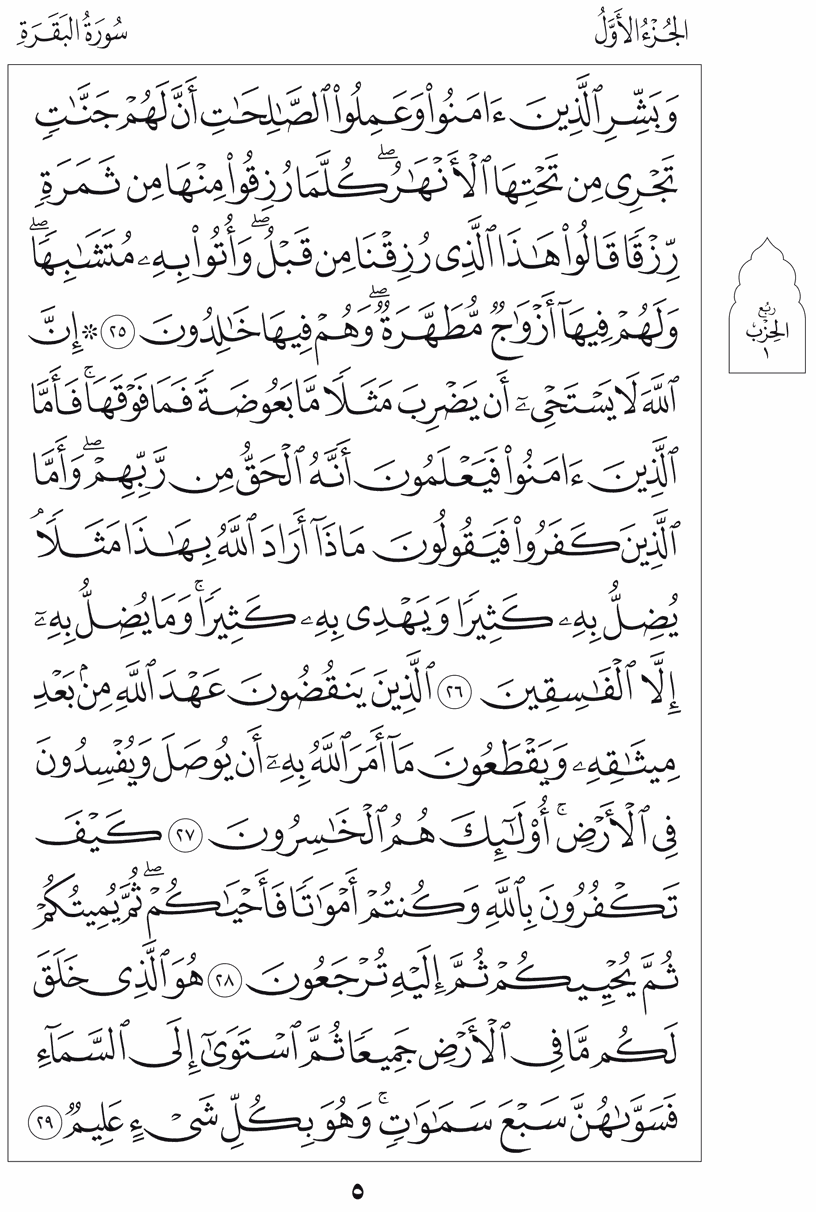 الجُزْءُ الأَوَّلُ
سُورَةُ البَقَرَةِ
وَبَشِّرِ ٱلَّذِينَ ءَامَنُوا۟ وَعَمِلُوا۟ ٱلصَّٰلِحَٰتِ أَنَّ لَهُمْ جَنَّٰتٍ
تَجْرِى مِن تَحْتِهَا ٱلْأَنْهَٰرُ ۖ كُلَّمَا رُزِقُوا۟ مِنْهَا مِن ثَمَرَةٍ
رِّزْقًا قَالُوا۟ هَٰذَا ٱلَّذِى رُزِقْنَا مِن قَبْلُ ۖ وَأُتُوا۟ بِهِۦ مُتَشَٰبِهًا ۖ
وَلَهُمْ فِيهَآ أَزْوَٰجٌ مُّطَهَّرَةٌ ۖ وَهُمْ فِيهَا خَٰلِدُونَ ٢٥ ۞ إِنَّ
ٱللَّهَ لَا يَسْتَحْىِۦٓ أَن يَضْرِبَ مَثَلًا مَّا بَعُوضَةً فَمَا فَوْقَهَا ۚ فَأَمَّا
ٱلَّذِينَ ءَامَنُوا۟ فَيَعْلَمُونَ أَنَّهُ ٱلْحَقُّ مِن رَّبِّهِمْ ۖ وَأَمَّا
ٱلَّذِينَ كَفَرُوا۟ فَيَقُولُونَ مَاذَآ أَرَادَ ٱللَّهُ بِهَٰذَا مَثَلًا ۘ
يُضِلُّ بِهِۦ كَثِيرًا وَيَهْدِى بِهِۦ كَثِيرًا ۚ وَمَا يُضِلُّ بِهِۦٓ
إِلَّا ٱلْفَٰسِقِينَ ٢٦ ٱلَّذِينَ يَنقُضُونَ عَهْدَ ٱللَّهِ مِنۢ بَعْدِ
مِيثَٰقِهِۦ وَيَقْطَعُونَ مَآ أَمَرَ ٱللَّهُ بِهِۦٓ أَن يُوصَلَ وَيُفْسِدُونَ
فِى ٱلْأَرْضِ ۚ أُو۟لَٰٓئِكَ هُمُ ٱلْخَٰسِرُونَ ٢٧ كَيْفَ
تَكْفُرُونَ بِٱللَّهِ وَكُنتُمْ أَمْوَٰتًا فَأَحْيَٰكُمْ ۖ ثُمَّ يُمِيتُكُمْ
ثُمَّ يُحْيِيكُمْ ثُمَّ إِلَيْهِ تُرْجَعُونَ ٢٨ هُوَ ٱلَّذِى خَلَقَ
لَكُم مَّا فِى ٱلْأَرْضِ جَمِيعًا ثُمَّ ٱسْتَوَىٰٓ إِلَى ٱلسَّمَآءِ
فَسَوَّىٰهُنَّ سَبْعَ سَمَٰوَٰتٍ ۚ وَهُوَ بِكُلِّ شَىْءٍ عَلِيمٌ ٢٩
رُبُع
الحِزْبِ
١
٥